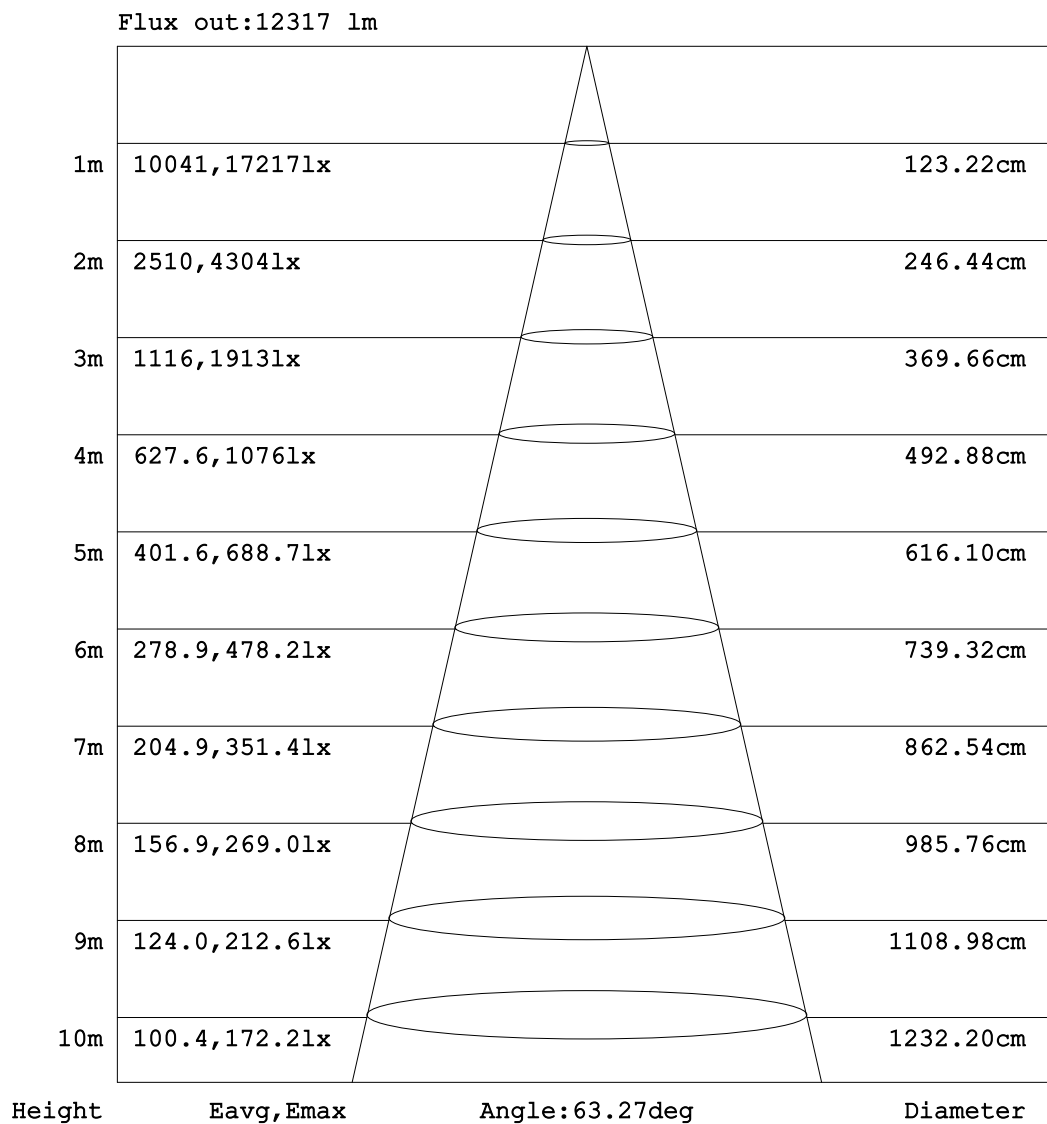 Flux out:12317 lm
1m 10041,17217lx 123.22cm
2m 2510,4304lx 246.44cm
3m 1116,1913lx 369.66cm
4m 627.6,1076lx 492.88cm
5m 401.6,688.7lx 616.10cm
6m 278.9,478.2lx 739.32cm
7m 204.9,351.4lx 862.54cm
8m 156.9,269.0lx 985.76cm
9m 124.0,212.6lx 1108.98cm
10m 100.4,172.2lx 1232.20cm
Height Eavg,Emax Angle:63.27deg Diameter